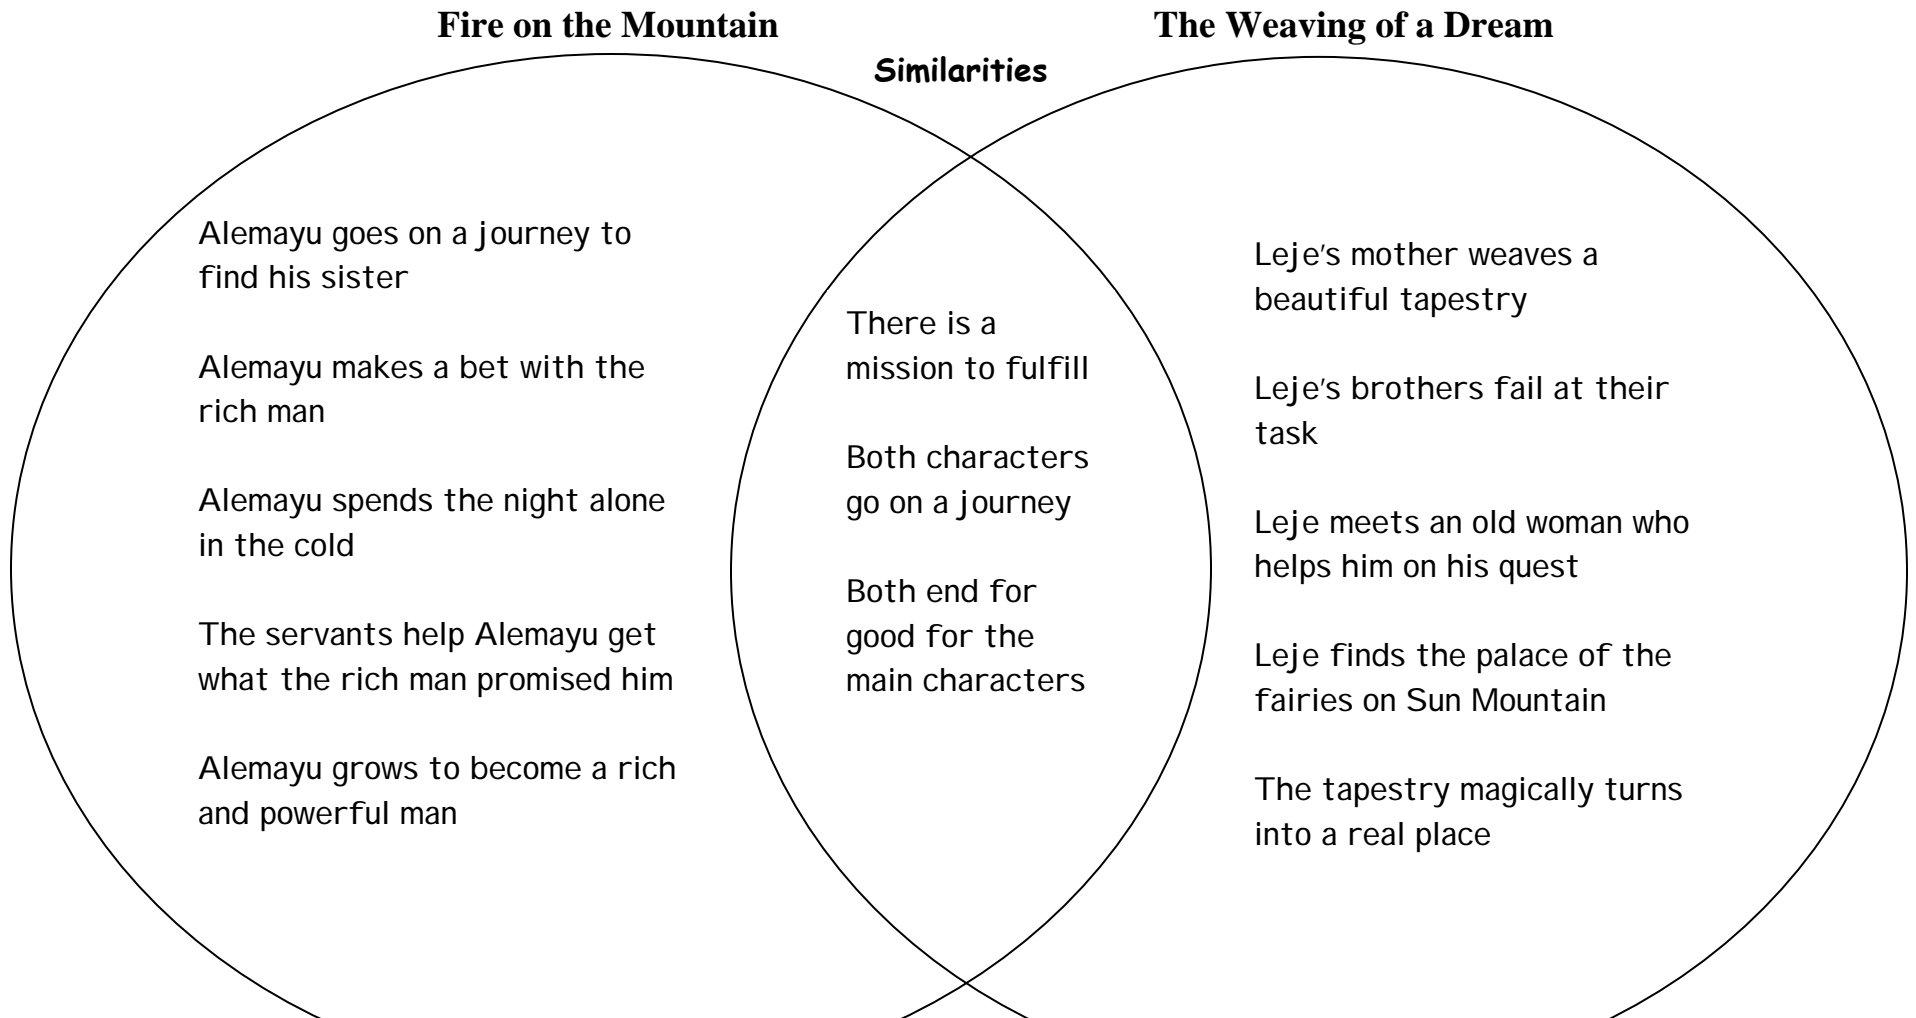 Fire on the Mountain
The Weaving of a Dream
Similarities
Alemayu goes on a journey to
find his sister
Alemayu makes a bet with the
rich man
Alemayu spends the night alone
in the cold
The servants help Alemayu get
what the rich man promised him
Alemayu grows to become a rich
and powerful man
There is a
mission to fulfill
Both characters
go on a journey
Both end for
good for the
main characters
Leje's mother weaves a
beautiful tapestry
Leje's brothers fail at their
task
Leje meets an old woman who
helps him on his quest
Leje finds the palace of the
fairies on Sun Mountain
The tapestry magically turns
into a real place